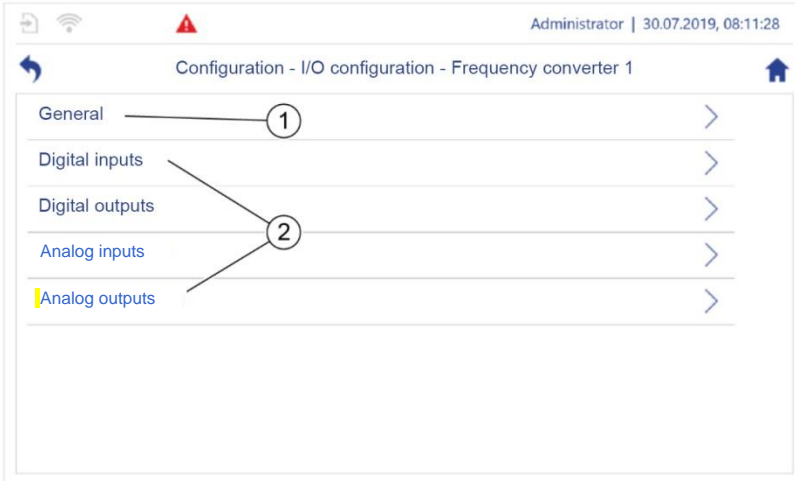 Administrator | 30.07.2019, 08:11:28
Configuration - I/O configuration - Frequency converter 1
General
1
Digital inputs
Digital outputs
2
Analog inputs
Analog outputs